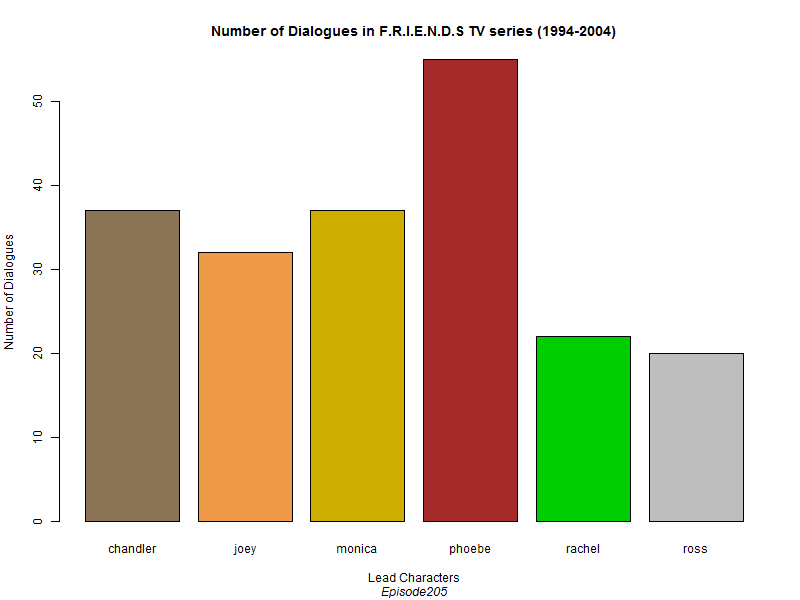 Number of Dialogues in F.R.I.E.N.D.S TV series (1994-2004)
Number of Dialogues
50
40
30
20
10
0
chandler joey monica phoebe rachel ross
Lead Characters
Episode205